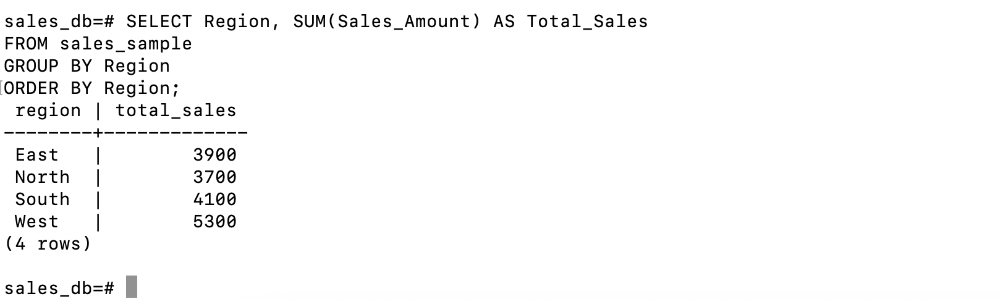 sales_db=# SELECT Region, SUM(Sales_Amount) AS Total_Sales
FROM sales_sample
GROUP BY Region
ORDER BY Region;
 region | total_sales
--------+-------------
 East   |        3900
 North  |        3700
 South  |        4100
 West   |        5300
(4 rows)
sales_db=#